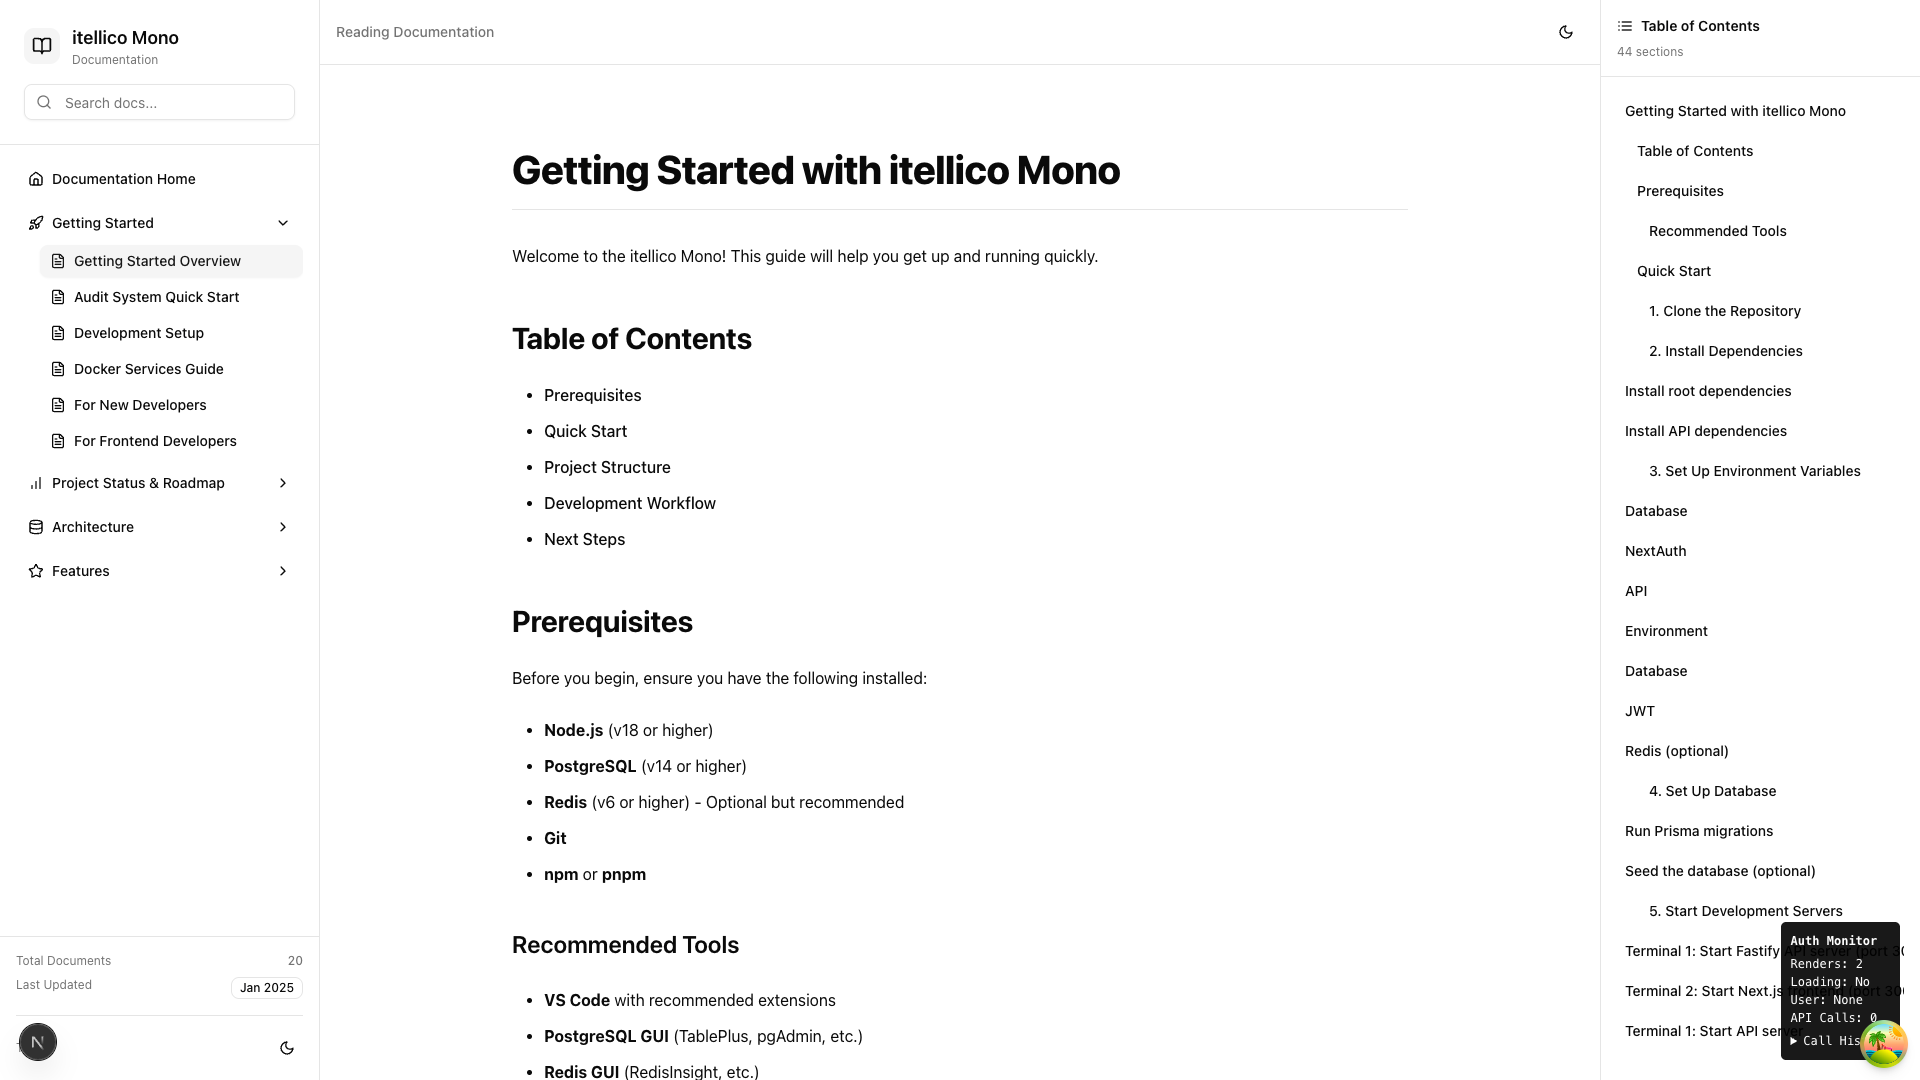 itellico Mono
Documentation
Search docs...
Documentation Home
Getting Started
Getting Started Overview
Audit System Quick Start
Development Setup
Docker Services Guide
For New Developers
For Frontend Developers
Project Status & Roadmap
Architecture
Features
Total Documents 20
Last Updated Jan 2025
N
Reading Documentation
Getting Started with itellico Mono
Welcome to the itellico Mono! This guide will help you get up and running quickly.
Table of Contents
• Prerequisites
• Quick Start
• Project Structure
• Development Workflow
• Next Steps
Prerequisites
Before you begin, ensure you have the following installed:
• Node.js (v18 or higher)
• PostgreSQL (v14 or higher)
• Redis (v6 or higher) - Optional but recommended
• Git
• npm or pnpm
Recommended Tools
• VS Code with recommended extensions
• PostgreSQL GUI (TablePlus, pgAdmin, etc.)
• Redis GUI (RedisInsight, etc.)
Table of Contents
44 sections
Getting Started with itellico Mono
Table of Contents
Prerequisites
Recommended Tools
Quick Start
1. Clone the Repository
2. Install Dependencies
Install root dependencies
Install API dependencies
3. Set Up Environment Variables
Database
NextAuth
API
Environment
Database
JWT
Redis (optional)
4. Set Up Database
Run Prisma migrations
Seed the database (optional)
5. Start Development Servers
Terminal 1: Start Fastify API server (port 30
Terminal 2: Start Next.js frontend (port 300
Terminal 1: Start API server
Auth Monitor
Renders: 2
Loading: No
User: None
API Calls: 0
▶ Call His